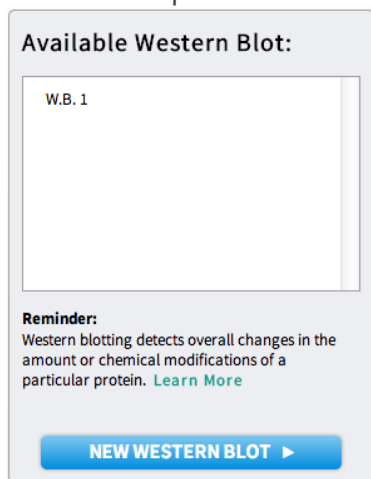 Available Western Blot:
W.B. 1
Reminder:
Western blotting detects overall changes in the
amount or chemical modifications of a
particular protein. Learn More
NEW WESTERN BLOT ►